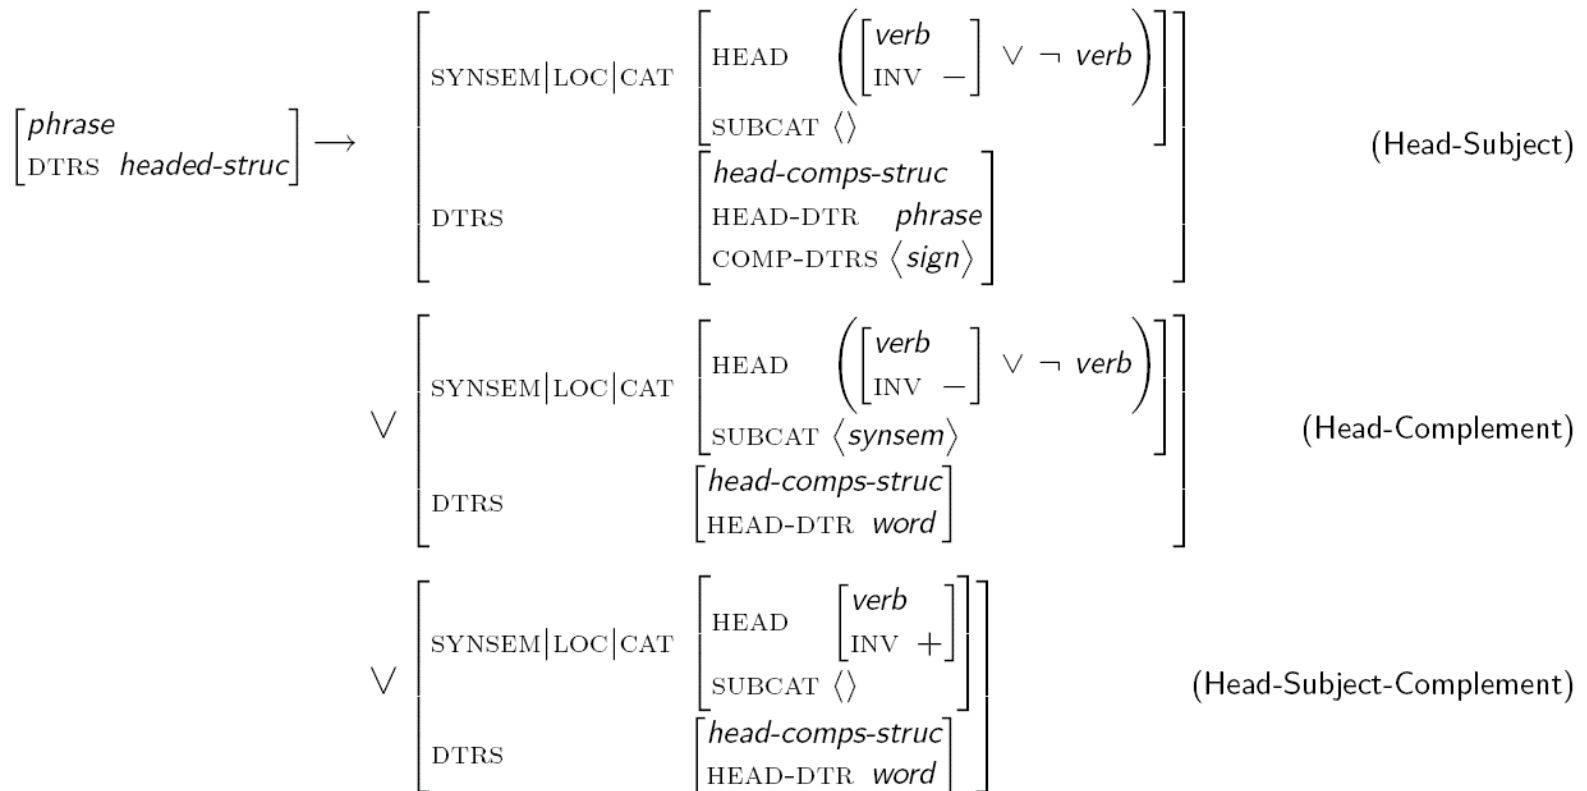 HEAD ([verb
INV −] ∨ ¬ verb)
SYNSEM|LOC|CAT
[phrase
DTRS headed-struc] →
SUBCAT ⟨⟩
(Head-Subject)
DTRS [head-comps-struc
HEAD-DTR phrase
COMP-DTRS ⟨sign⟩]
HEAD ([verb
INV −] ∨ ¬ verb)
∨ SYNSEM|LOC|CAT
SUBCAT ⟨synsem⟩
(Head-Complement)
DTRS [head-comps-struc
HEAD-DTR word]
HEAD [verb
INV +]
∨ SYNSEM|LOC|CAT
SUBCAT ⟨⟩
(Head-Subject-Complement)
DTRS [head-comps-struc
HEAD-DTR word]